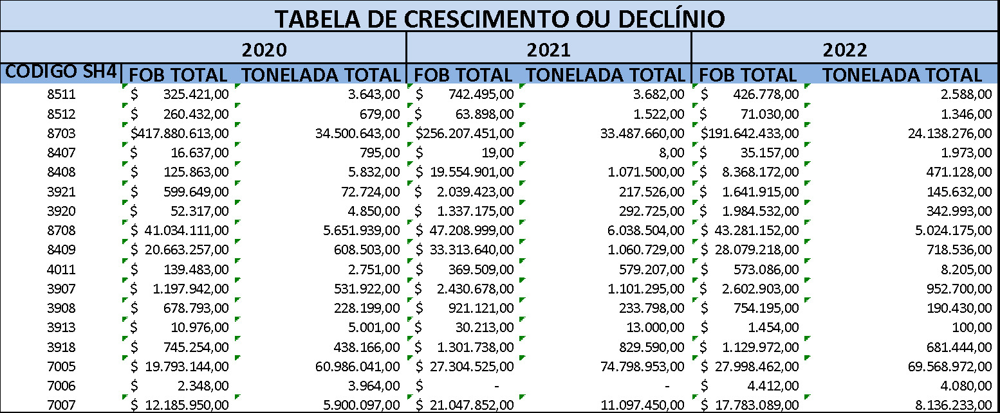 TABELA DE CRESCIMENTO OU DECLÍNIO
2020 2021 2022
CODIGO SH4 FOB TOTAL TONELADA TOTAL FOB TOTAL TONELADA TOTAL FOB TOTAL TONELADA TOTAL
8511 $ 325.421,00 3.643,00 $ 742.495,00 3.682,00 $ 426.778,00 2.588,00
8512 $ 260.432,00 679,00 $ 63.898,00 1.522,00 $ 71.030,00 1.346,00
8703 $417.880.613,00 34.500.643,00 $256.207.451,00 33.487.660,00 $191.642.433,00 24.138.276,00
8407 $ 16.637,00 795,00 $ 19,00 8,00 $ 35.157,00 1.973,00
8408 $ 125.863,00 5.832,00 $ 19.554.901,00 1.071.500,00 $ 8.368.172,00 471.128,00
3921 $ 599.649,00 72.724,00 $ 2.039.423,00 217.526,00 $ 1.641.915,00 145.632,00
3920 $ 52.317,00 4.850,00 $ 1.337.175,00 292.725,00 $ 1.984.532,00 342.993,00
8708 $ 41.034.111,00 5.651.939,00 $ 47.208.999,00 6.038.504,00 $ 43.281.152,00 5.024.175,00
8409 $ 20.663.257,00 608.503,00 $ 33.313.640,00 1.060.729,00 $ 28.079.218,00 718.536,00
4011 $ 139.483,00 2.751,00 $ 369.509,00 579.207,00 $ 573.086,00 8.205,00
3907 $ 1.197.942,00 531.922,00 $ 2.430.678,00 1.101.295,00 $ 2.602.903,00 952.700,00
3908 $ 678.793,00 228.199,00 $ 921.121,00 233.798,00 $ 754.195,00 190.430,00
3913 $ 10.976,00 5.001,00 $ 30.213,00 13.000,00 $ 1.454,00 100,00
3918 $ 745.254,00 438.166,00 $ 1.301.738,00 829.590,00 $ 1.129.972,00 681.444,00
7005 $ 19.793.144,00 60.986.041,00 $ 27.304.525,00 74.798.953,00 $ 27.998.462,00 69.568.972,00
7006 $ 2.348,00 3.964,00 $ - - $ 4.412,00 4.080,00
7007 $ 12.185.950,00 5.900.097,00 $ 21.047.852,00 11.097.450,00 $ 17.783.089,00 8.136.233,00